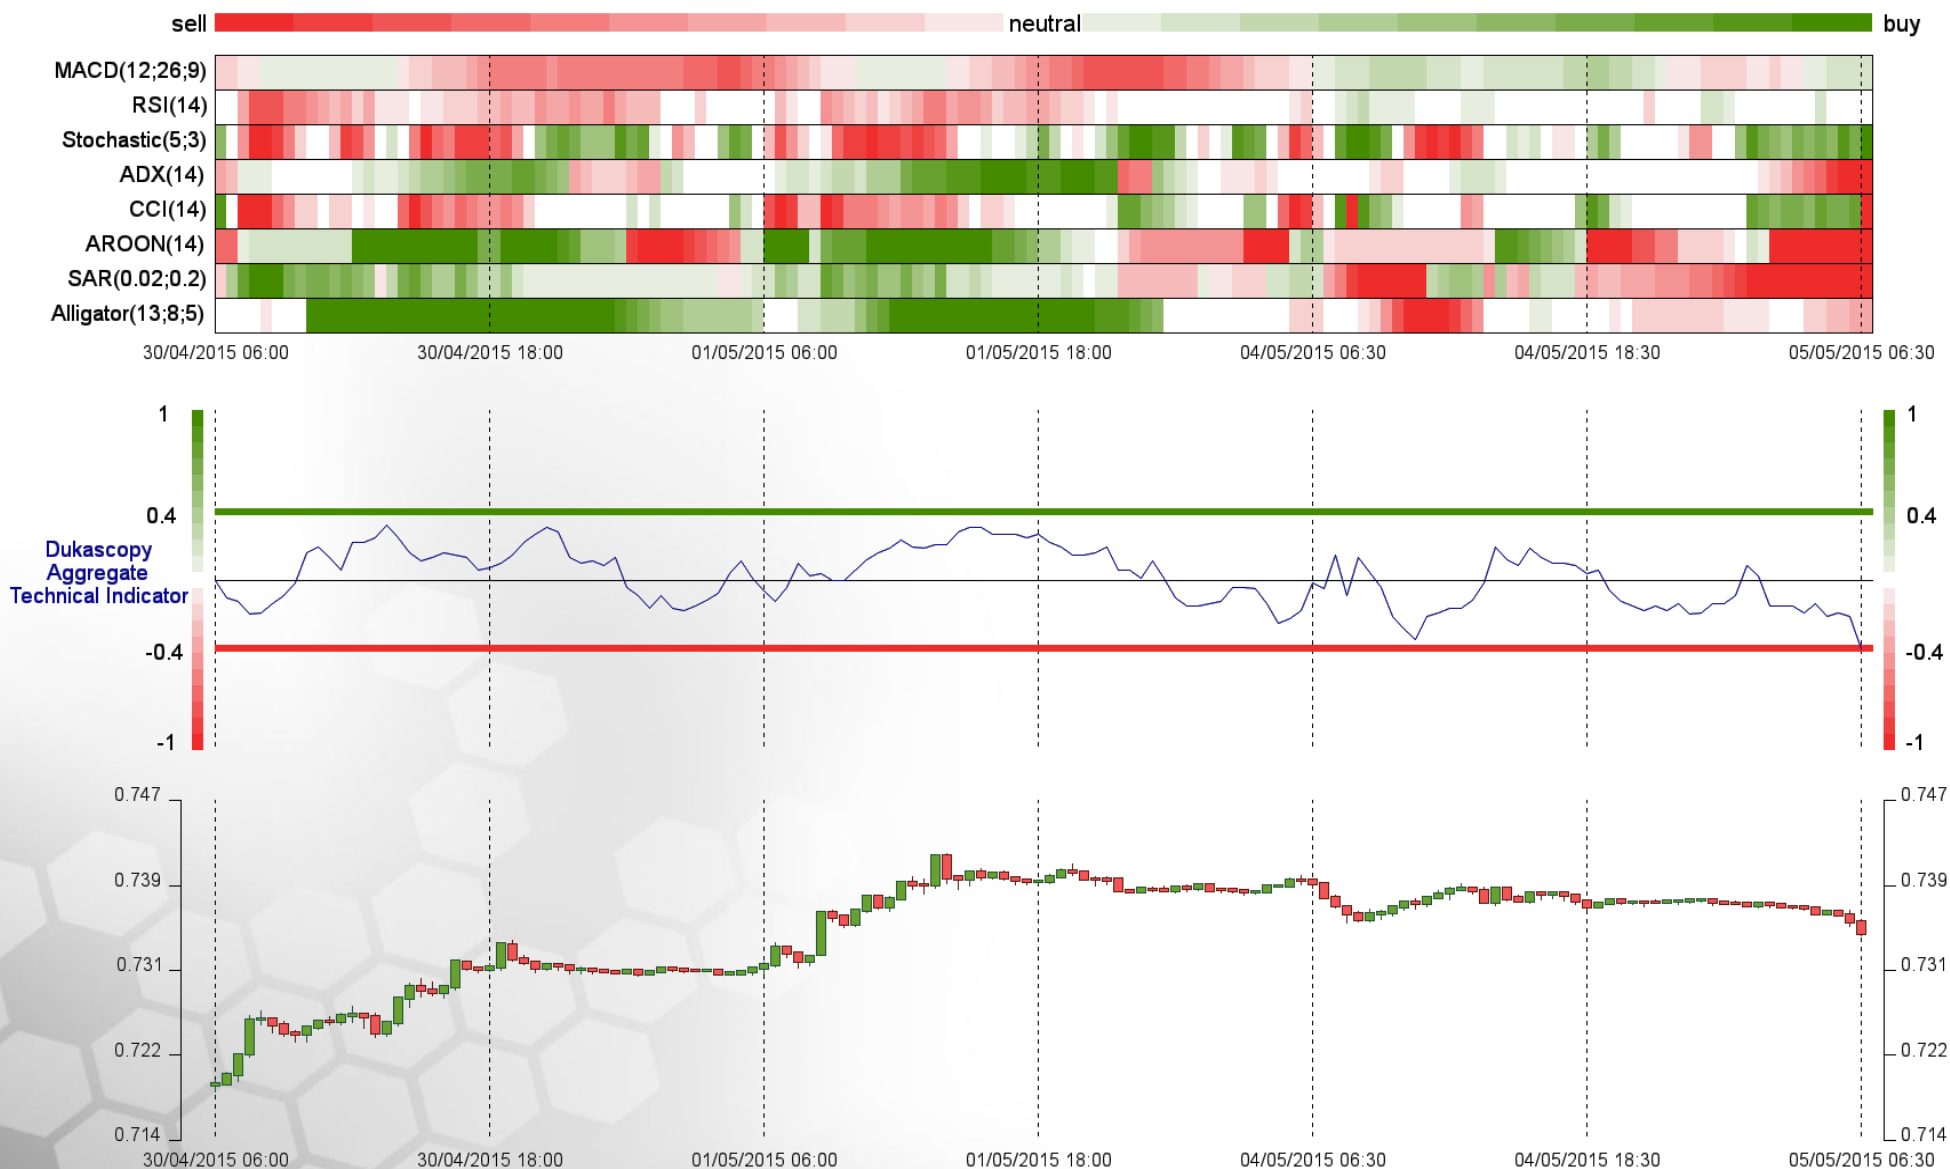 sell neutral buy
MACD(12;26;9)
RSI(14)
Stochastic(5;3)
ADX(14)
CCI(14)
AROON(14)
SAR(0.02;0.2)
Alligator(13;8;5)
30/04/2015 06:00 30/04/2015 18:00 01/05/2015 06:00 01/05/2015 18:00 04/05/2015 06:30 04/05/2015 18:30 05/05/2015 06:30
1 1
0.4 0.4
Dukascopy
Aggregate
Technical Indicator
-0.4 -0.4
-1 -1
0.747 0.747
0.739 0.739
0.731 0.731
0.722 0.722
0.714 0.714
30/04/2015 06:00 30/04/2015 18:00 01/05/2015 06:00 01/05/2015 18:00 04/05/2015 06:30 04/05/2015 18:30 05/05/2015 06:30